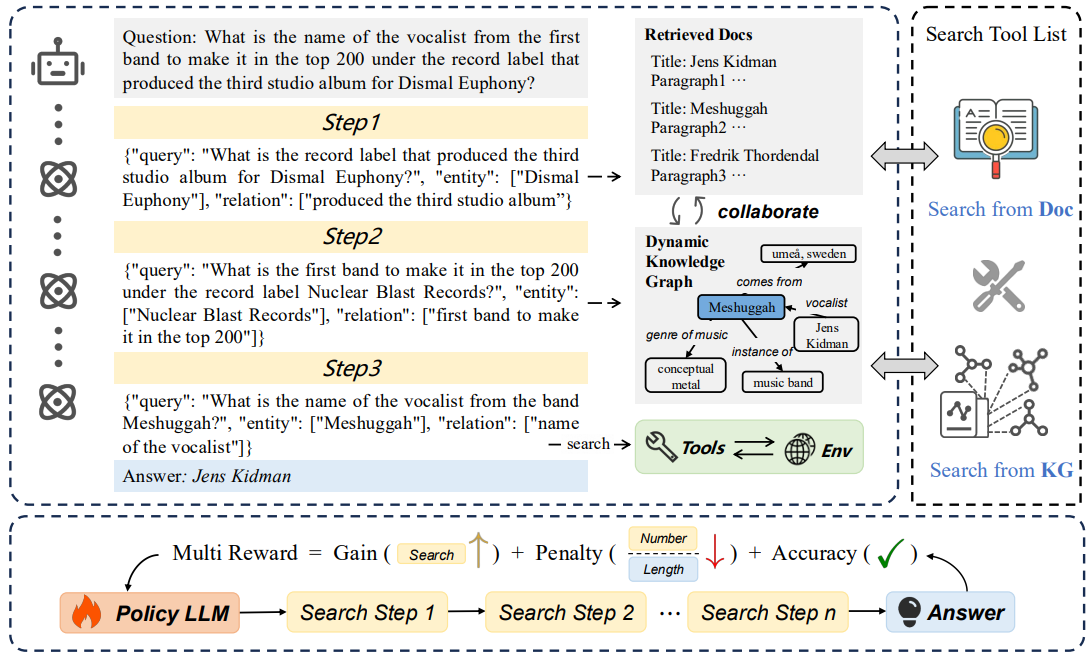 Question: What is the name of the vocalist from the first
band to make it in the top 200 under the record label that
produced the third studio album for Dismal Euphony?
Step1
{"query": "What is the record label that produced the third
studio album for Disnal Euphony?", "entity": ["Dismal
Euphony"], "relation": ["produced the third studio album”}
Step2
{"query": "What is the first band to make it in the top 200
under the record label Nuclear Blast Records?", "entity":
["Nuclear Blast Records"], "relation": ["first band to make
it in the top 200"]}
Step3
{"query": "What is the name of the vocalist from the band
Meshuggah?", "entity": ["Meshuggah"], "relation": ["name
of the vocalist"]}
Answer: Jens Kidman
search
Retrieved Docs
Title: Jens Kidman
Paragraph1 ···
Title: Meshuggah
Paragraph2 ···
Title: Fredrik Thordendal
Paragraph3 ···
collaborate
Dynamic
Knowledge
Graph
umeå, sweden
comes from
Meshuggah
vocalist
Jens
Kidman
genre of music
instance of
conceptual
metal
music band
Tools
Env
Search Tool List
A
Search from Doc
Search from KG
Multi Reward = Gain ( Search ) + Penalty ( Number
Length ) + Accuracy ( ✓ )
Policy LLM
Search Step 1
Search Step 2
···
Search Step n
Answer